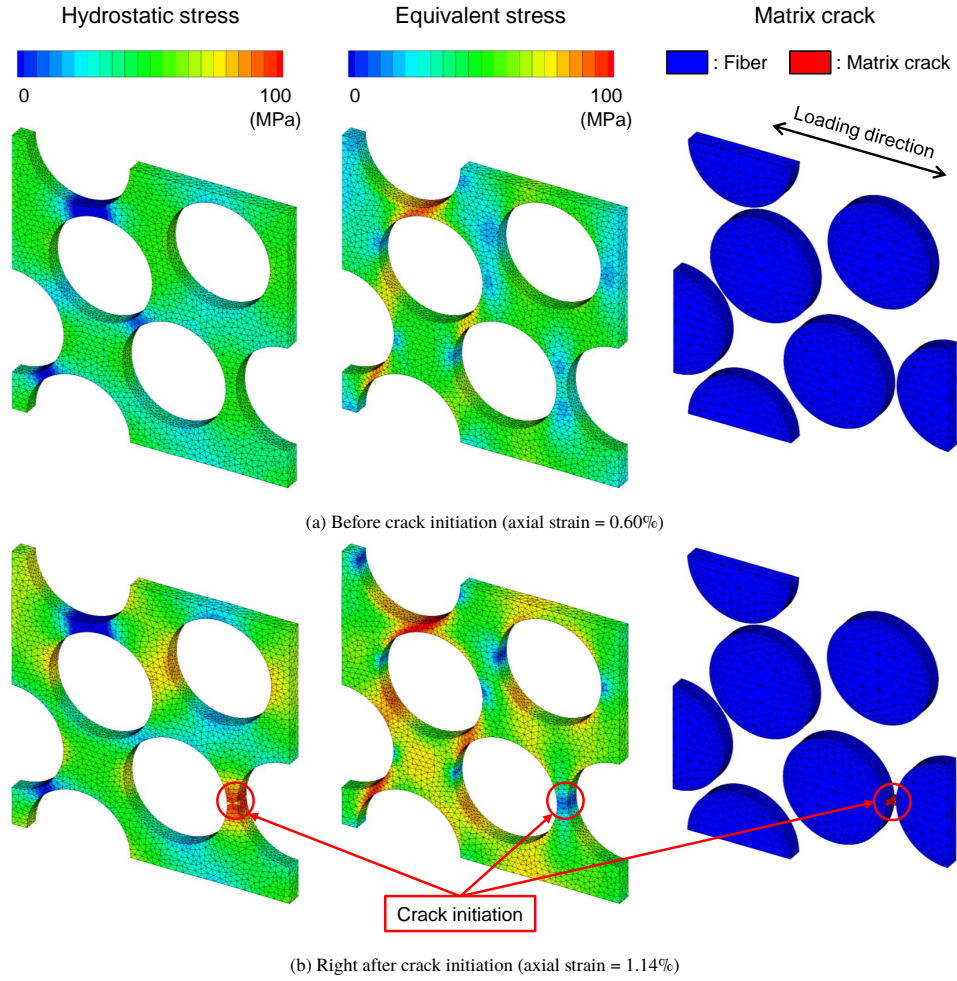 Hydrostatic stress
Equivalent stress
Matrix crack
0
100
(MPa)
0
100
(MPa)
: Fiber
: Matrix crack
Loading direction
(a) Before crack initiation (axial strain = 0.60%)
Crack initiation
(b) Right after crack initiation (axial strain = 1.14%)